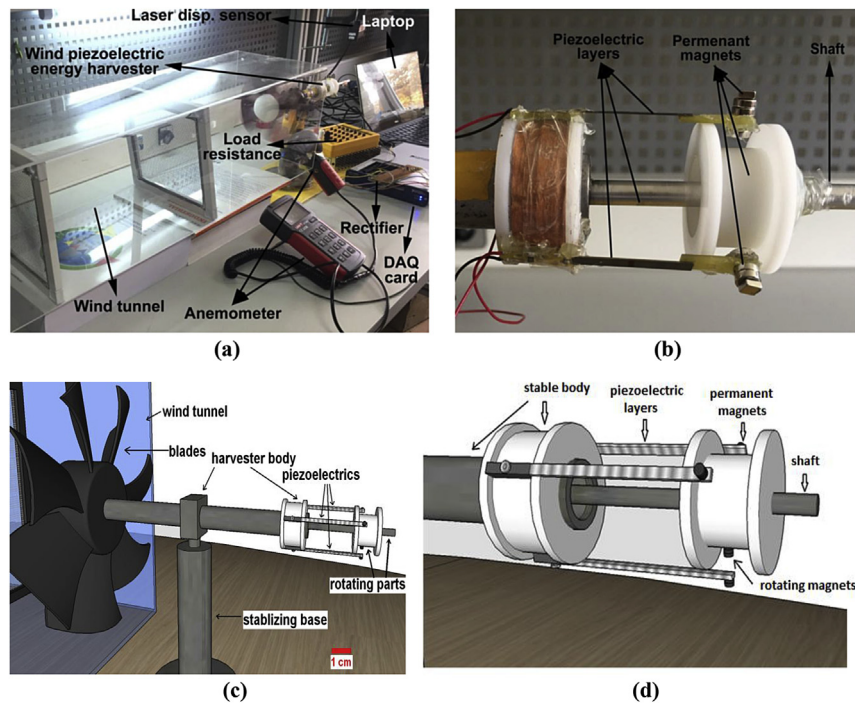 Laser disp. sensor
Laptop
Wind piezoelectric
energy harvester
Load
resistance
Rectifier
DAQ
card
Wind tunnel
Anemometer
(a)
Piezoelectric
layers
Permenant
magnets
Shaft
(b)
wind tunnel
blades
harvester body
piezoelectrics
rotating parts
stablizing base
1 cm
(c)
stable body
piezoelectric
layers
permanent
magnets
shaft
rotating magnets
(d)